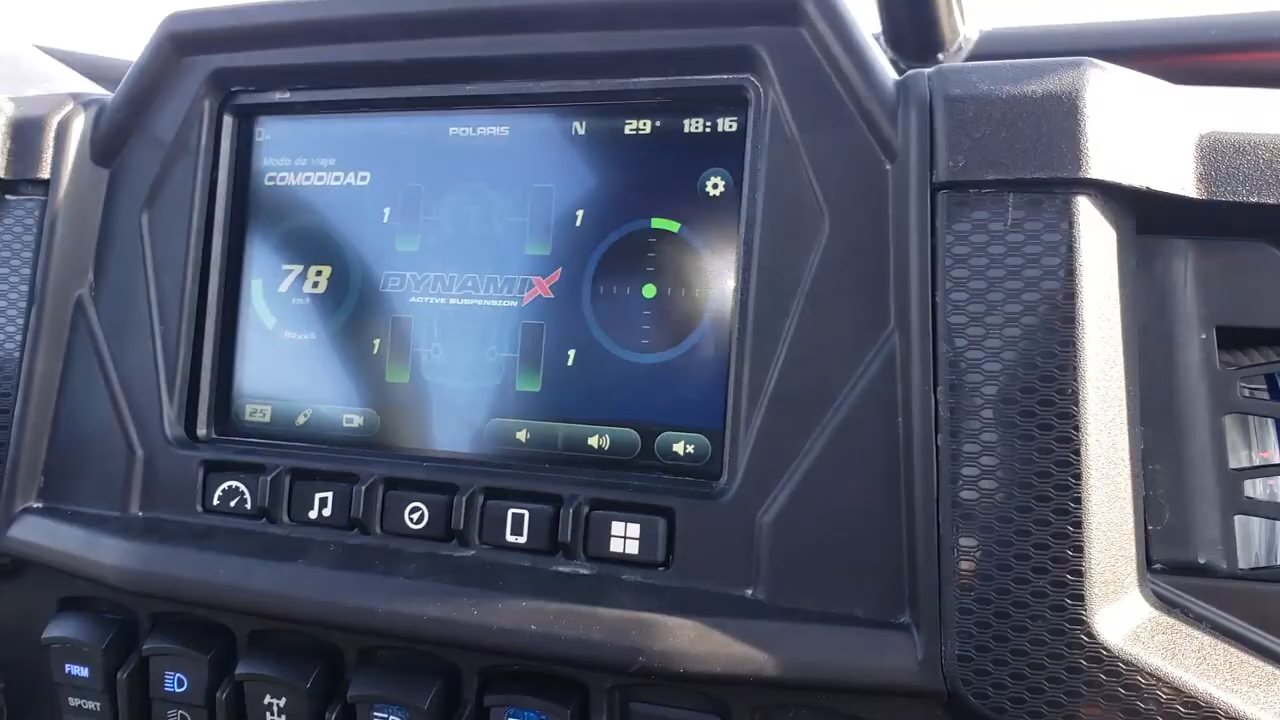 POLARIS N 29° 18:16
Modo de viaje
COMODIDAD
1 1
78
km/h
DYNAMIX
ACTIVE SUSPENSION
1 1
25
FIRM
SPORT